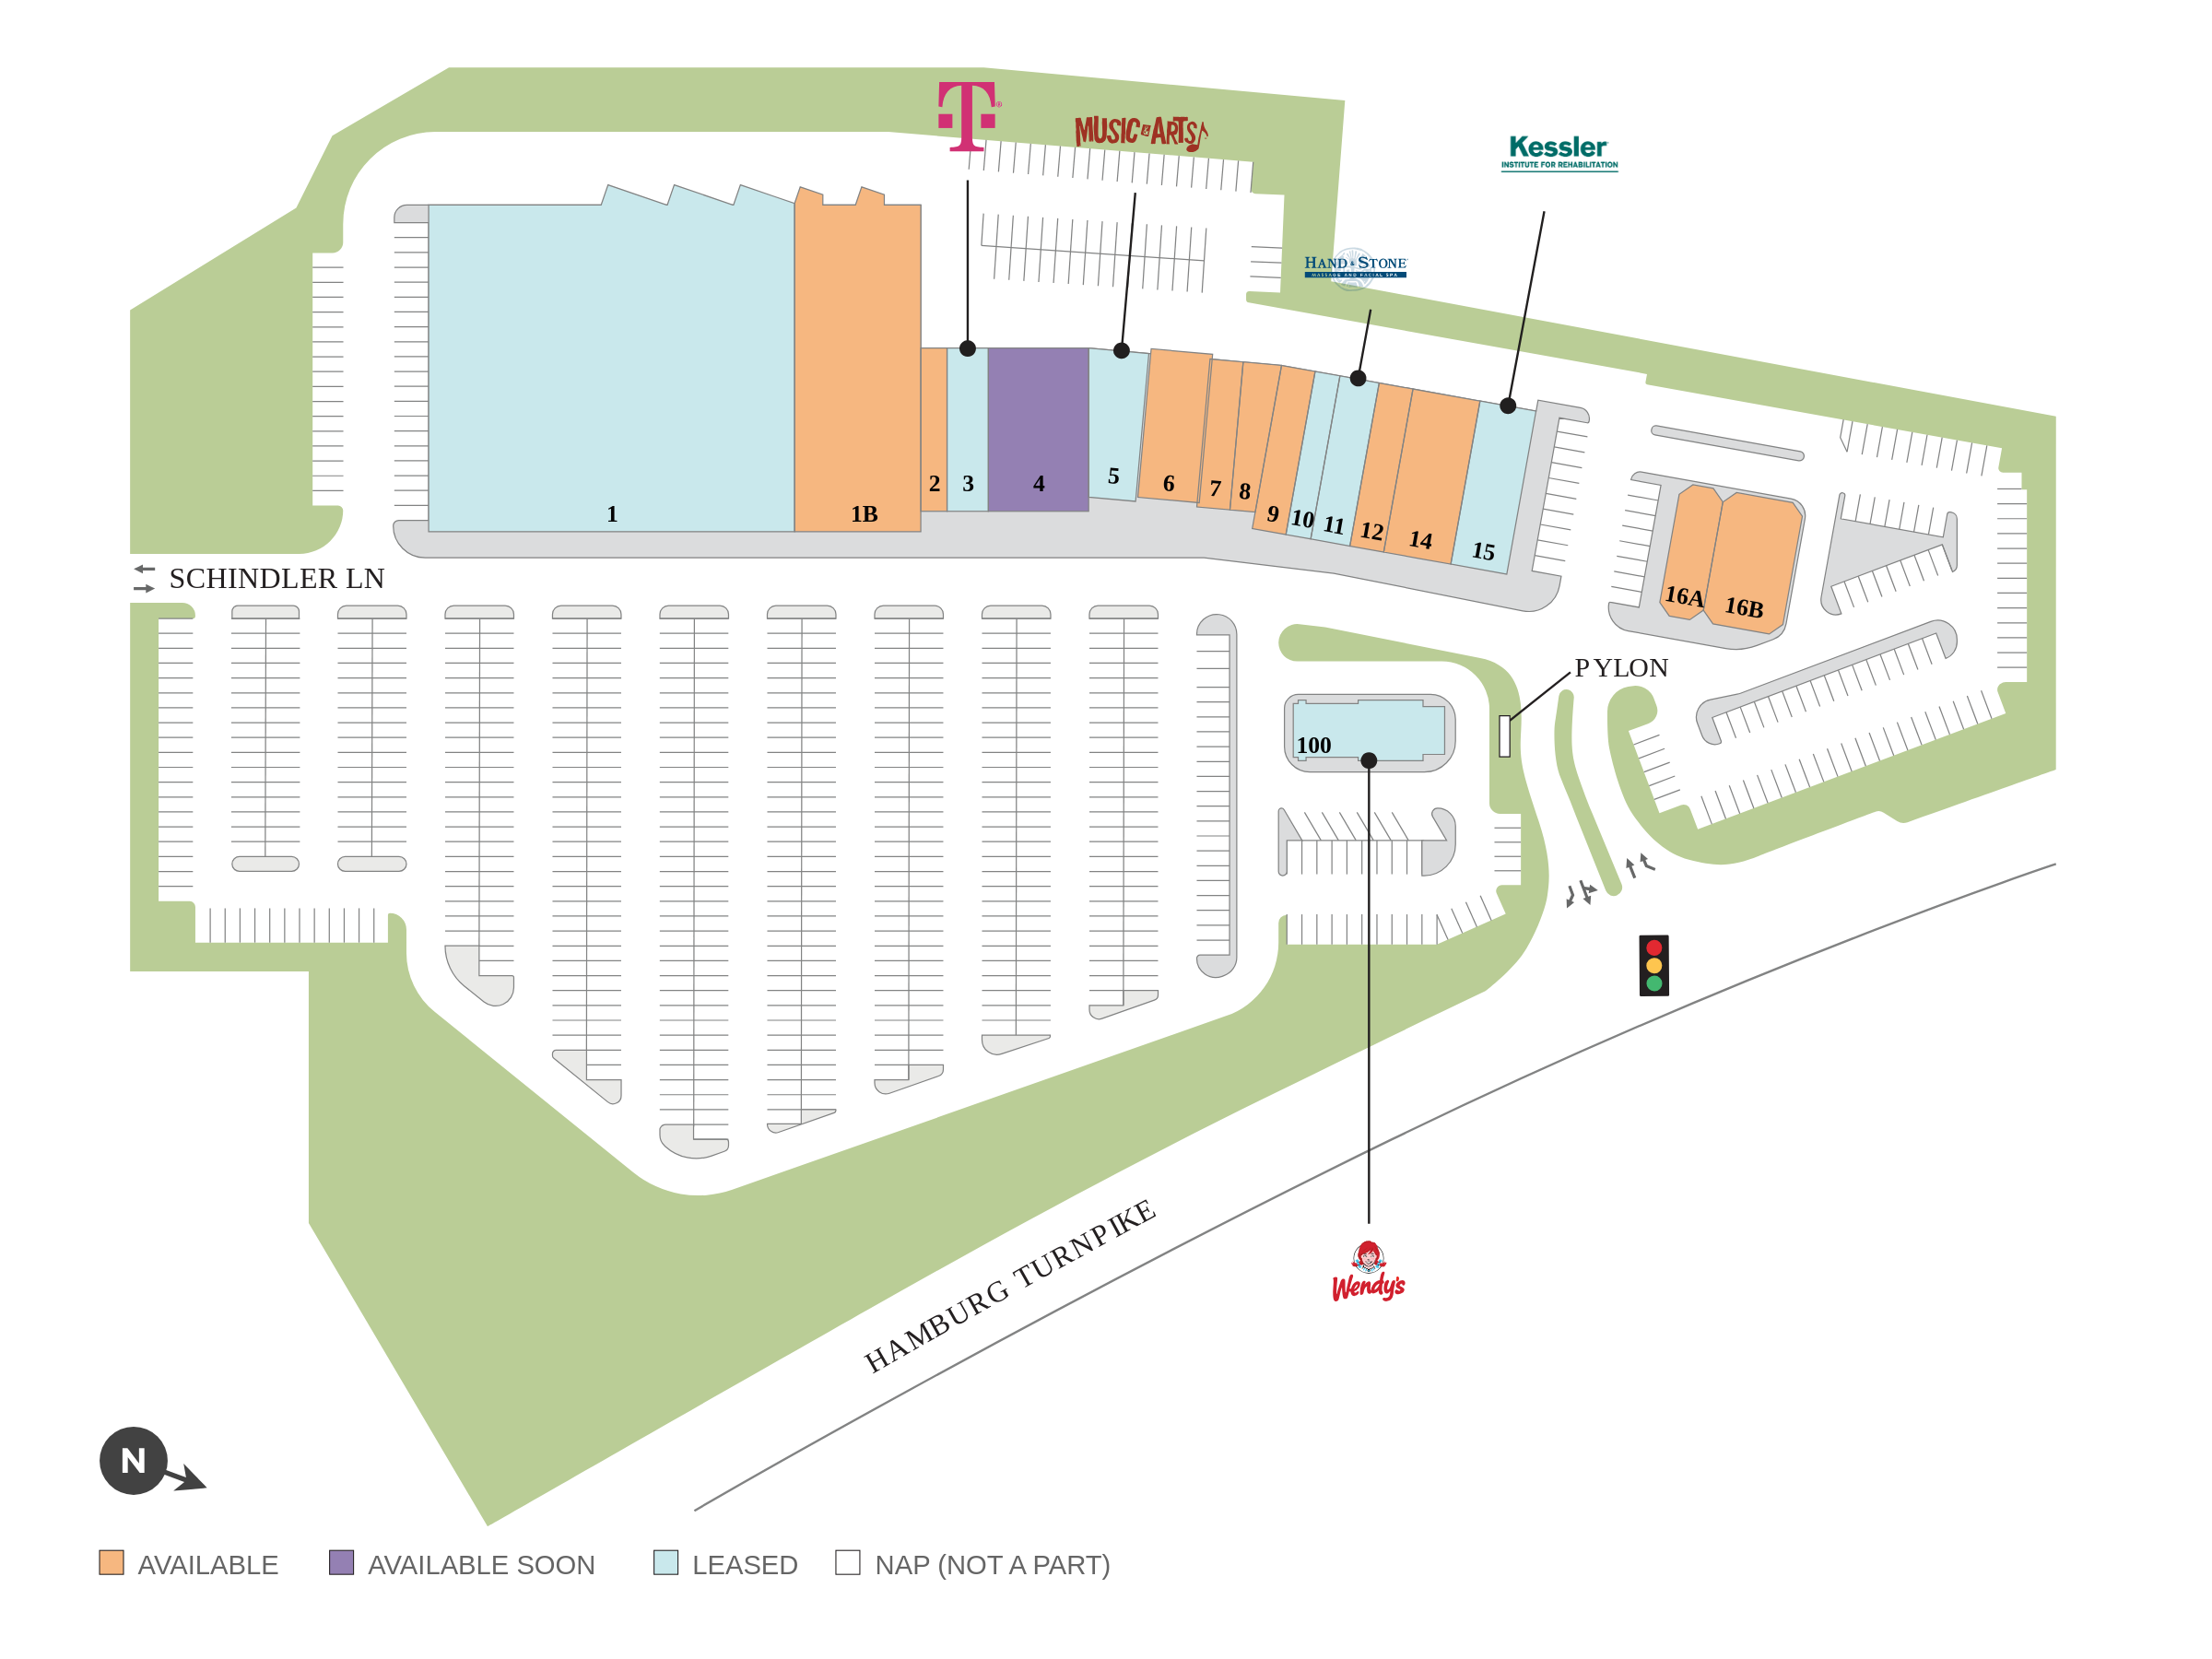 T®
MUSIC & ARTS
Kessler
INSTITUTE FOR REHABILITATION
HAND & STONE
MASSAGE AND FACIAL SPA
1
1B
2
3
4
5
6
7
8
9
10
11
12
14
15
16A
16B
SCHINDLER LN
PYLON
100
HAMBURG TURNPIKE
Wendy's
N
AVAILABLE
AVAILABLE SOON
LEASED
NAP (NOT A PART)